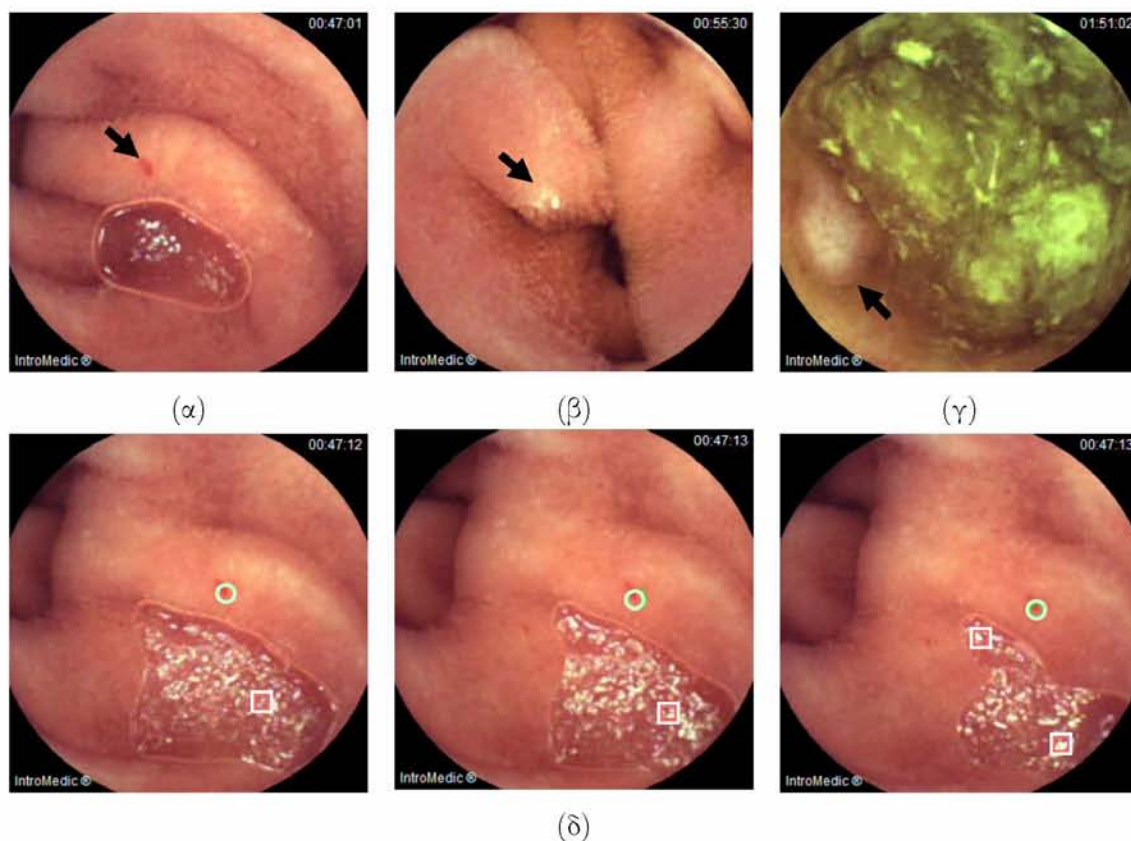 00:47:01 00:55:30 01:51:02
IntroMedic ® IntroMedic ® IntroMedic ®
(α) (β) (γ)
00:47:12 00:47:13 00:47:13
IntroMedic ® IntroMedic ® IntroMedic ®
(δ)